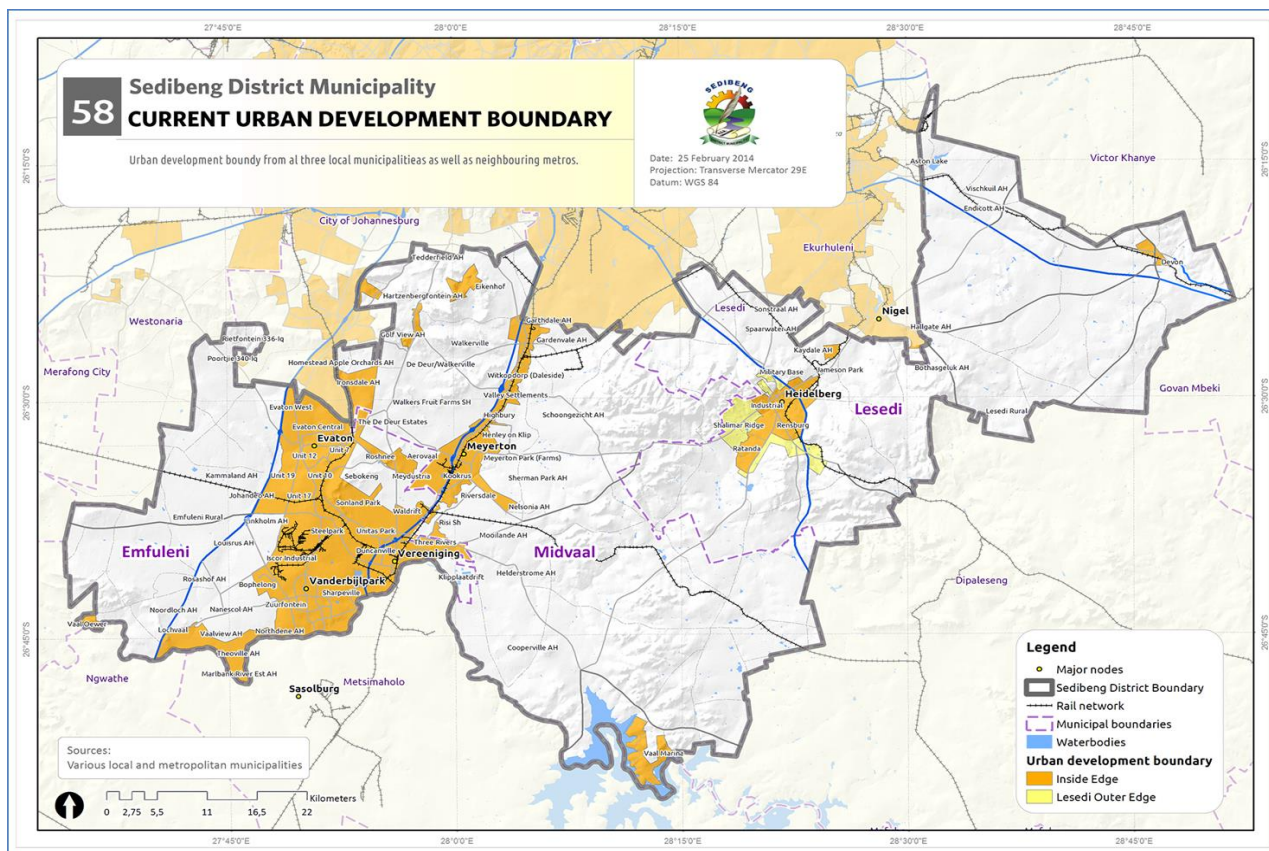 27°45'0"E
28°0'0"E
28°15'0"E
28°30'0"E
28°45'0"E
58
Sedibeng District Municipality
CURRENT URBAN DEVELOPMENT BOUNDARY
Urban development boundy from al three local municipalitieas as well as neighbouring metros.
SEDIBENG
DISTRICT MUNICIPALITY
Date: 25 February 2014
Projection: Transverse Mercator 29E
Datum: WGS 84
26°15'0"S
26°15'0"S
Aston Lake
Victor Khanye
Vischkuil AH
Endicott AH
City of Johannesburg
Ekurhuleni
Tedderfield AH
Devon
Eikenhof
Hartzenbergfontein AH
Lesedi
Sonstraal AH
Nigel
Westonaria
Garthdale AH
Spaarwater AH
Hallgate AH
Rietfontein-336-Iq
Golf View AH
Walkerville
Gardenvale AH
Kaydale AH
Poortjie-340-Iq
Homestead Apple Orchards AH
De Deur/Walkerville
Jameson Park
Bothasgeluk AH
Merafong City
Ironsdale AH
Witkopdorp (Daleside)
Military Base
Govan Mbeki
Valley Settlements
Heidelberg
26°30'0"S
26°30'0"S
Evaton West
Walkers Fruit Farms SH
Industrial
Lesedi
Lesedi Rural
Highbury
Schoongezicht AH
The De Deur Estates
Shalimar Ridge
Rensburg
Evaton Central
Evaton
Henley on Klip
Meyerton
Ratanda
Unit 12
Unit 7
Roshnee
Aerovaal
Meyerton Park (Farms)
Kammaland AH
Unit 19
Unit 10
Sebokeng
Meydustria
Kookrus
Sherman Park AH
Johandeo AH
Unit 17
Sonland Park
Riversdale
Nelsonia AH
Emfuleni Rural
Tinkholm AH
Waldrift
Risi Sh
Steelpark
Unitas Park
Mooilande AH
Emfuleni
Louisrus AH
Three Rivers
Duncanville
Midvaal
Iscor Industrial
Vereeniging
Rosashof AH
Bophelong
Vanderbijlpark
Klipplaatdrift
Helderstrome AH
Dipaleseng
Sharpeville
Noordloch AH
Nanescol AH
Zuurfontein
Vaal Oewer
Lochvaal
Vaalview AH
Northdene AH
26°45'0"S
26°45'0"S
Theoville AH
Cooperville AH
Ngwathe
Marlbank River Est AH
Metsimaholo
Sasolburg
Vaal Marina
Legend
Major nodes
Sedibeng District Boundary
Rail network
Municipal boundaries
Waterbodies
Urban development boundary
Inside Edge
Lesedi Outer Edge
Sources:
Various local and metropolitan municipalities
Kilometers
0 2,75 5,5 11 16,5 22
27°45'0"E
28°0'0"E
28°15'0"E
28°30'0"E
28°45'0"E